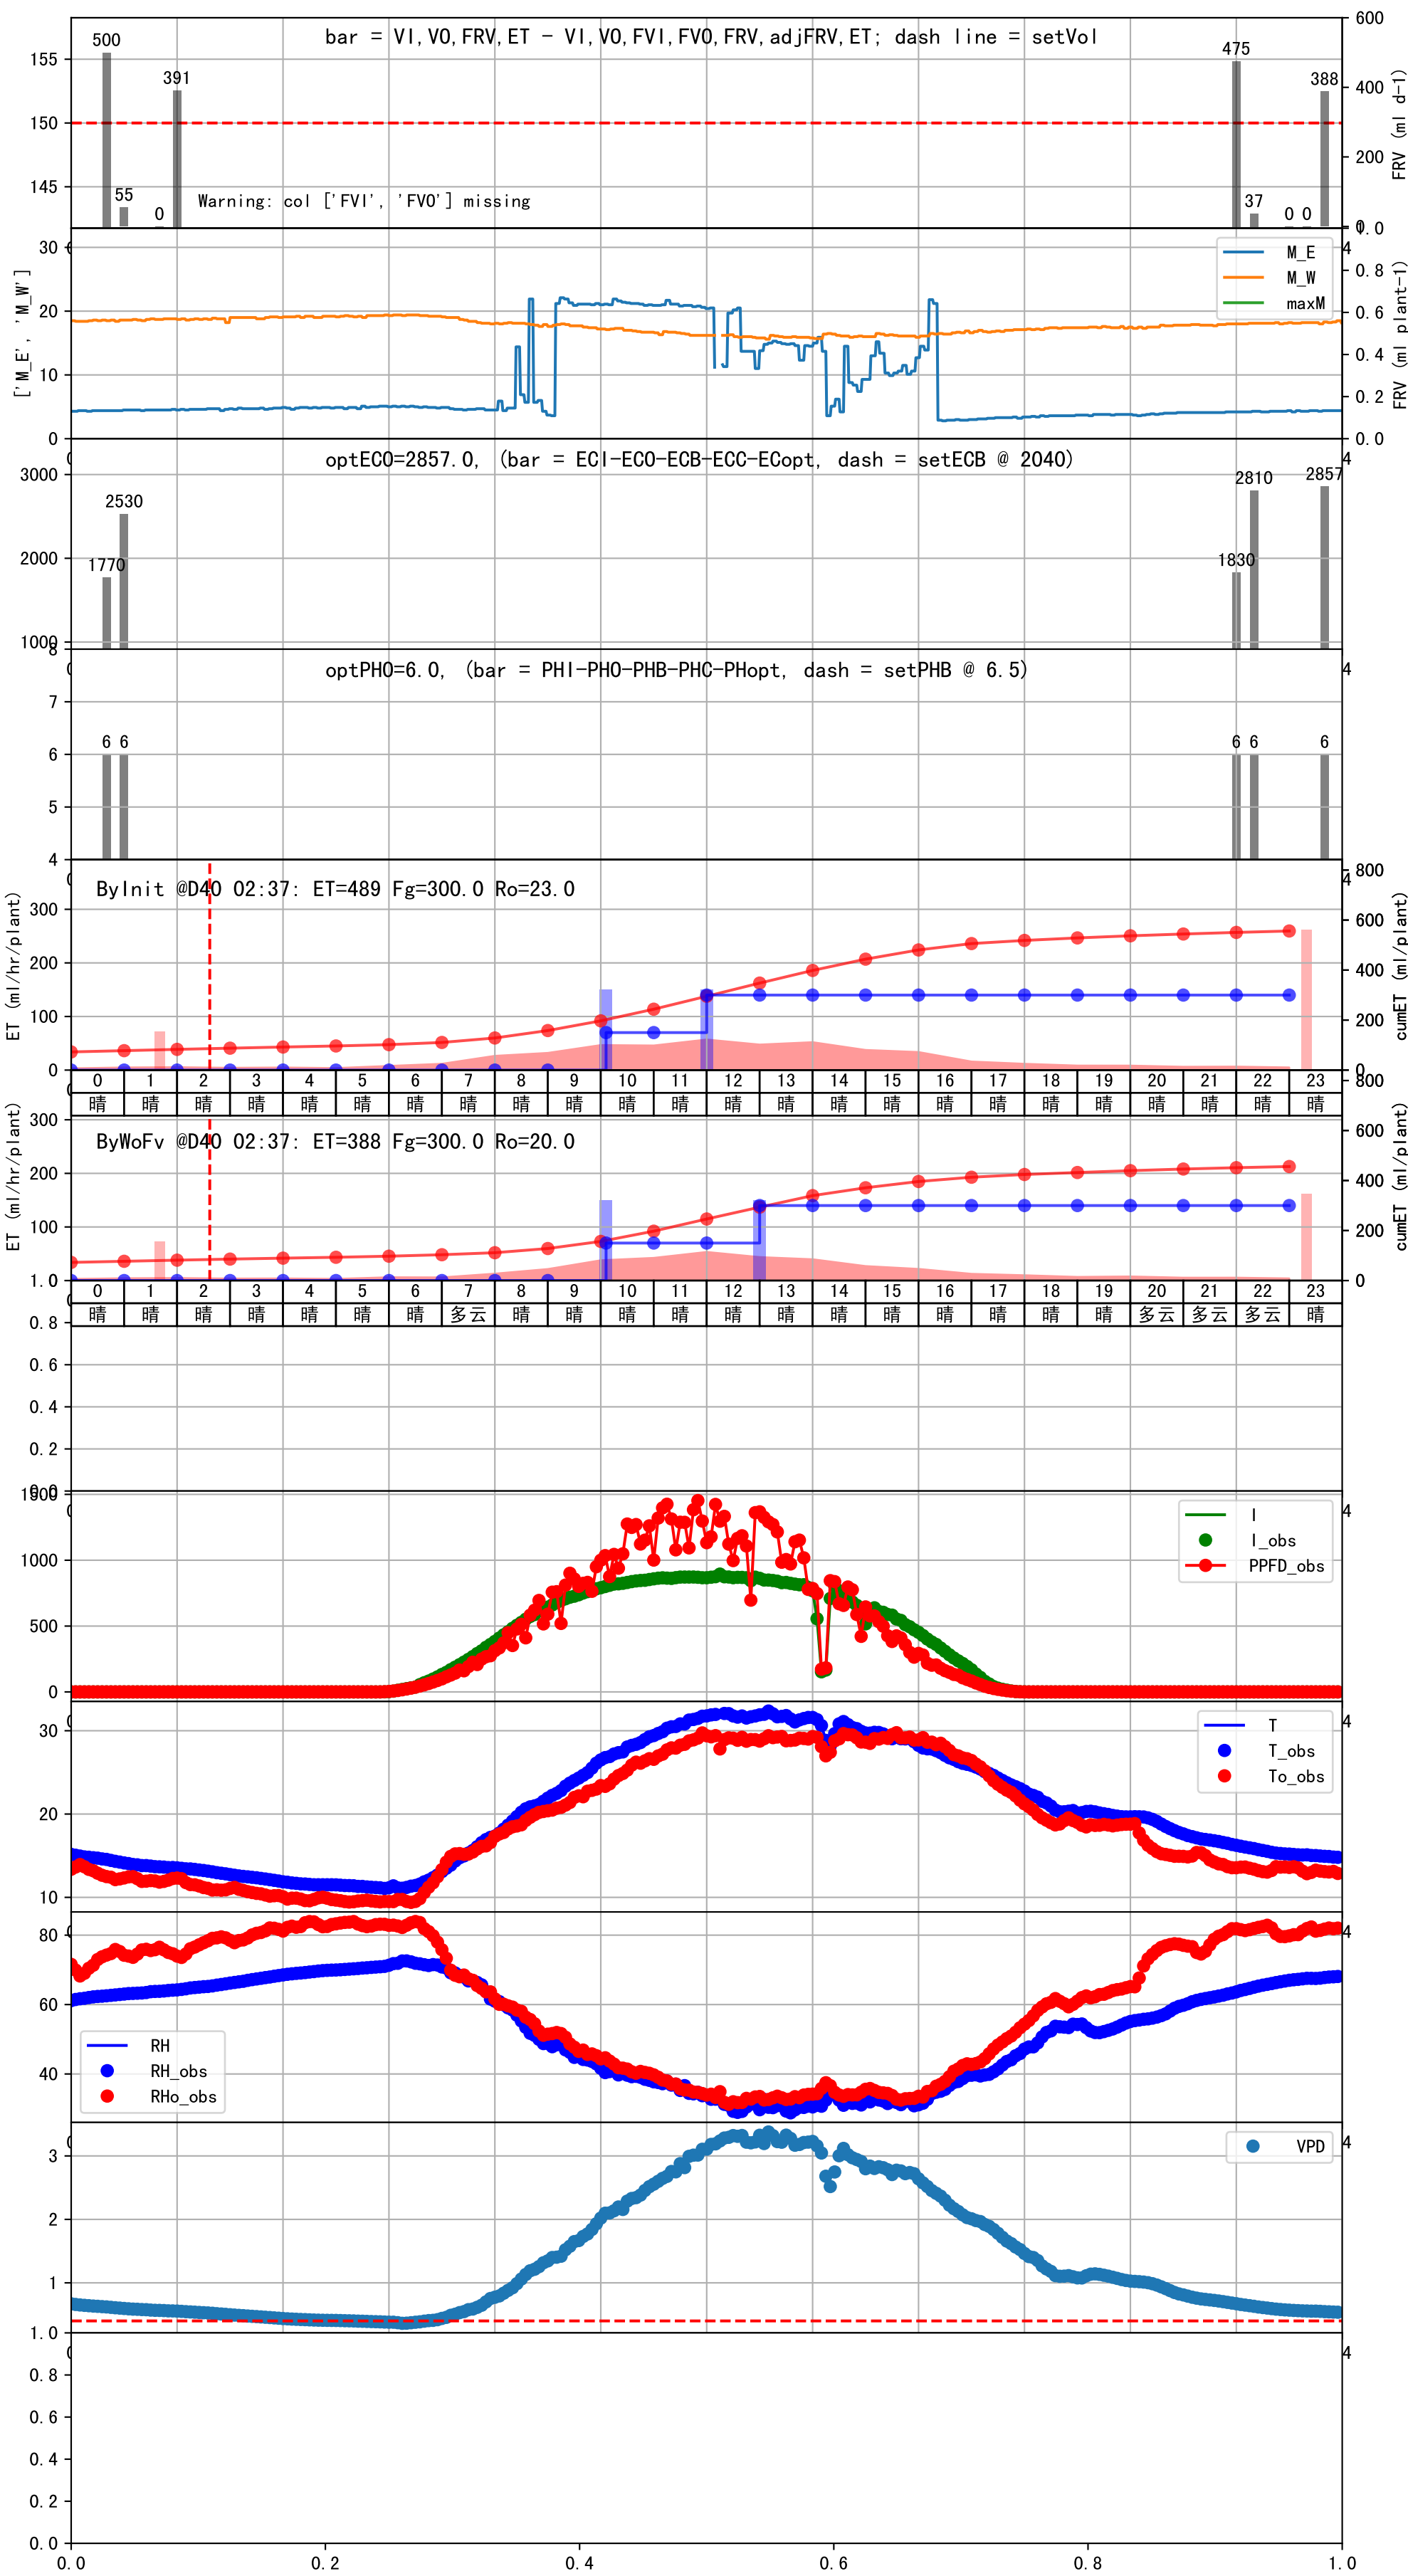 bar = VI,VO,FRV,ET - VI,VO,FVI,FVO,FRV,adjFRV,ET; dash line = setVol
500 55 0 391 475 37 0 0 388
155 150 145
600 400 200 0
FRV (ml d-1)
Warning: col ['FVI', 'FVO'] missing
['M_E', 'M_W']
30 20 10 0
M_E
M_W
maxM
1.0 0.8 0.6 0.4 0.2 0.0
FRV (ml plant-1)
optECO=2857.0, (bar = ECI-ECO-ECB-ECC-ECopt, dash = setECB @ 2040)
3000 2000 1000
1770 2530 1830 2810 2857
optPHO=6.0, (bar = PHI-PHO-PHB-PHC-PHopt, dash = setPHB @ 6.5)
8 7 6 5 4
6 6 6 6 6
ByInit @D40 02:37: ET=489 Fg=300.0 Ro=23.0
ET (ml/hr/plant)
300 200 100 0
800 600 400 200 0
cumET (ml/plant)
0 1 2 3 4 5 6 7 8 9 10 11 12 13 14 15 16 17 18 19 20 21 22 23
晴 晴 晴 晴 晴 晴 晴 晴 晴 晴 晴 晴 晴 晴 晴 晴 晴 晴 晴 晴 晴 晴 晴 晴
ByWoFv @D40 02:37: ET=388 Fg=300.0 Ro=20.0
ET (ml/hr/plant)
300 200 100
800 600 400 200 0
cumET (ml/plant)
0 1 2 3 4 5 6 7 8 9 10 11 12 13 14 15 16 17 18 19 20 21 22 23
晴 晴 晴 晴 晴 晴 晴 多云 晴 晴 晴 晴 晴 晴 晴 晴 晴 晴 晴 晴 多云 多云 多云 晴
1.0 0.8 0.6 0.4 0.2 0.0
1500 1000 500 0
I
I_obs
PPFD_obs
30 20 10
T
T_obs
To_obs
80 60 40
RH
RH_obs
RHo_obs
3 2 1
VPD
1.0 0.8 0.6 0.4 0.2 0.0
0.0 0.2 0.4 0.6 0.8 1.0